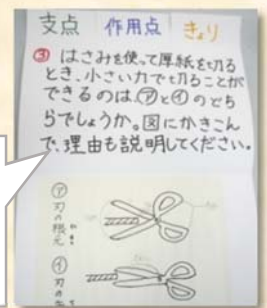 支点 作用点 きょり
③ はさみを使って厚紙を切る
とき、小さい力で切ることが
できるのは、㋐と㋑のどち
らでしょうか。図にかきこん
で、理由も説明してください。
㋐ 刃の根元
㋑ 刃の先